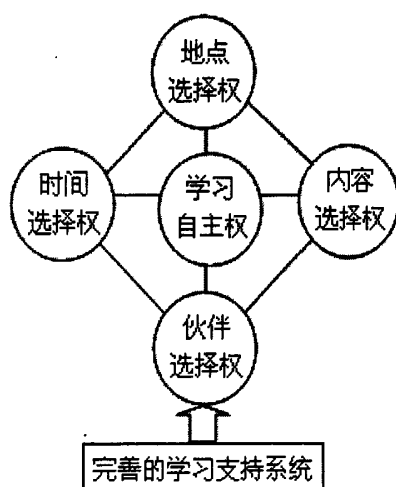 地点
选择权
时间
选择权
学习
自主权
内容
选择权
伙伴
选择权
完善的学习支持系统